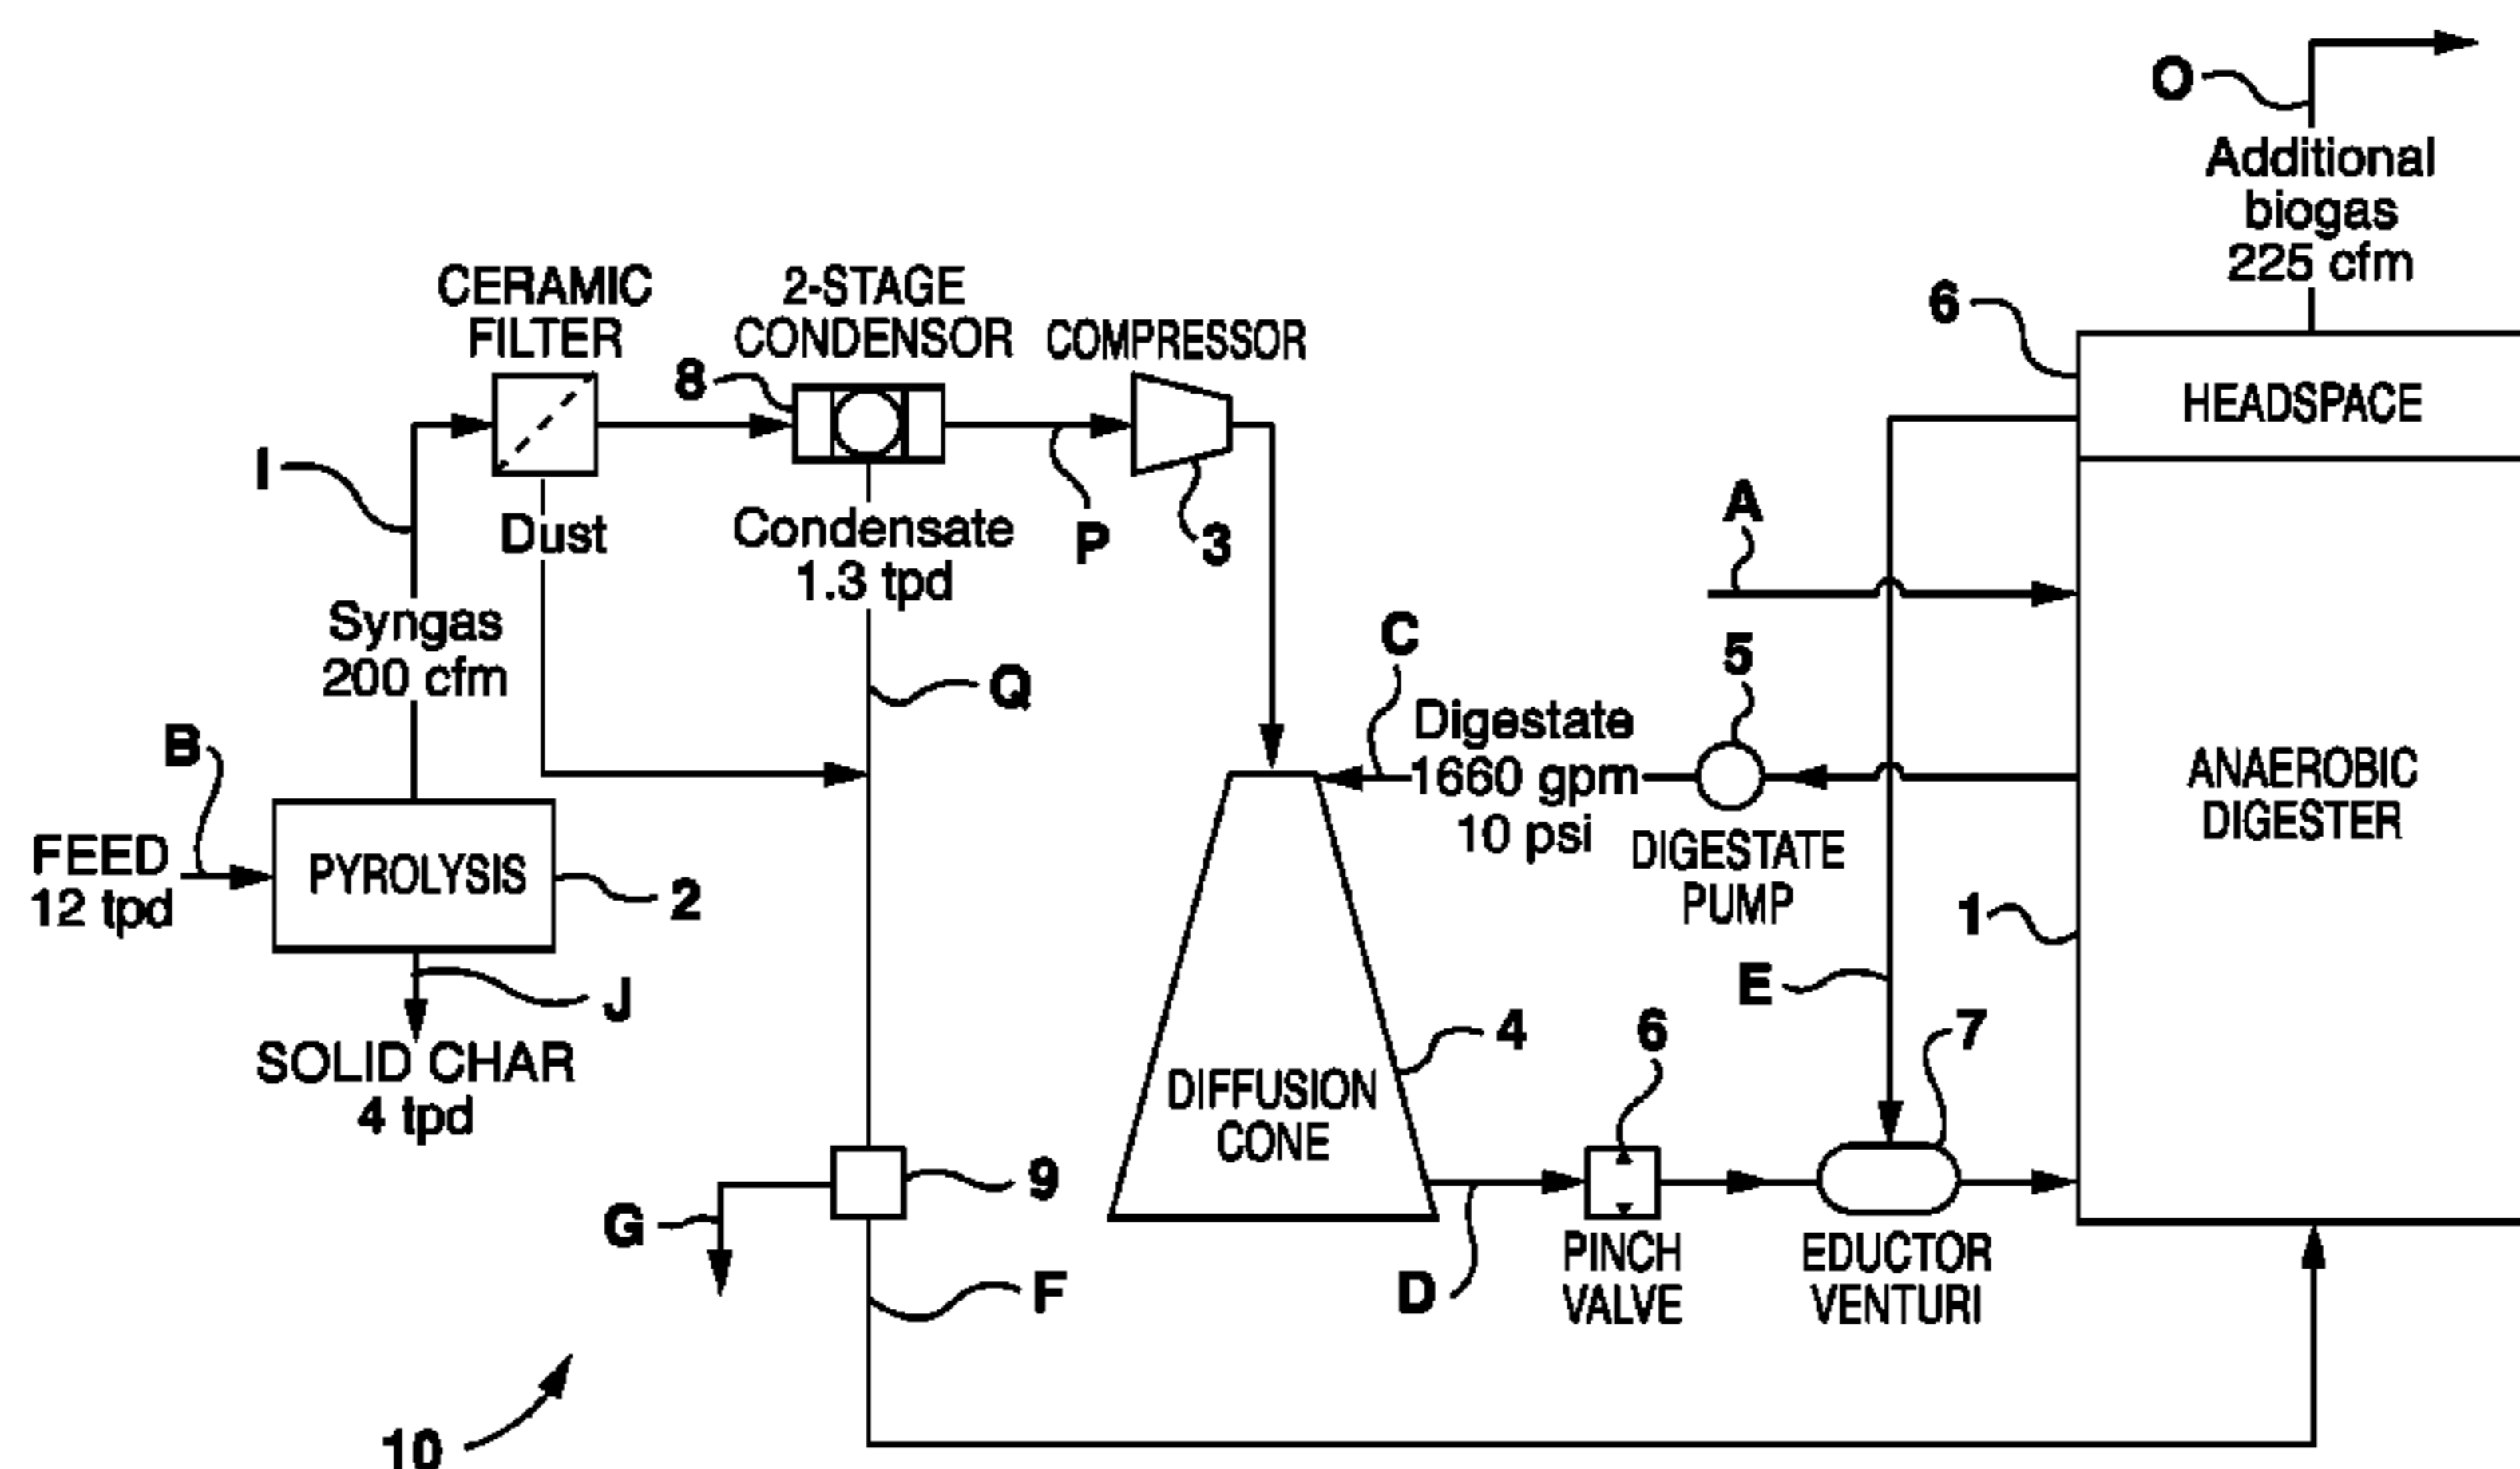 O
Additional
biogas
225 cfm
CERAMIC
FILTER
2-STAGE
CONDENSOR
COMPRESSOR
6
8
HEADSPACE
I
A
Dust
Condensate
1.3 tpd
P
3
Syngas
200 cfm
C
5
Q
B
Digestate
1660 gpm
10 psi
DIGESTATE
PUMP
ANAEROBIC
DIGESTER
FEED
12 tpd
PYROLYSIS
2
1
J
E
SOLID CHAR
4 tpd
4
6
7
DIFFUSION
CONE
9
G
F
D
PINCH
VALVE
EDUCTOR
VENTURI
10